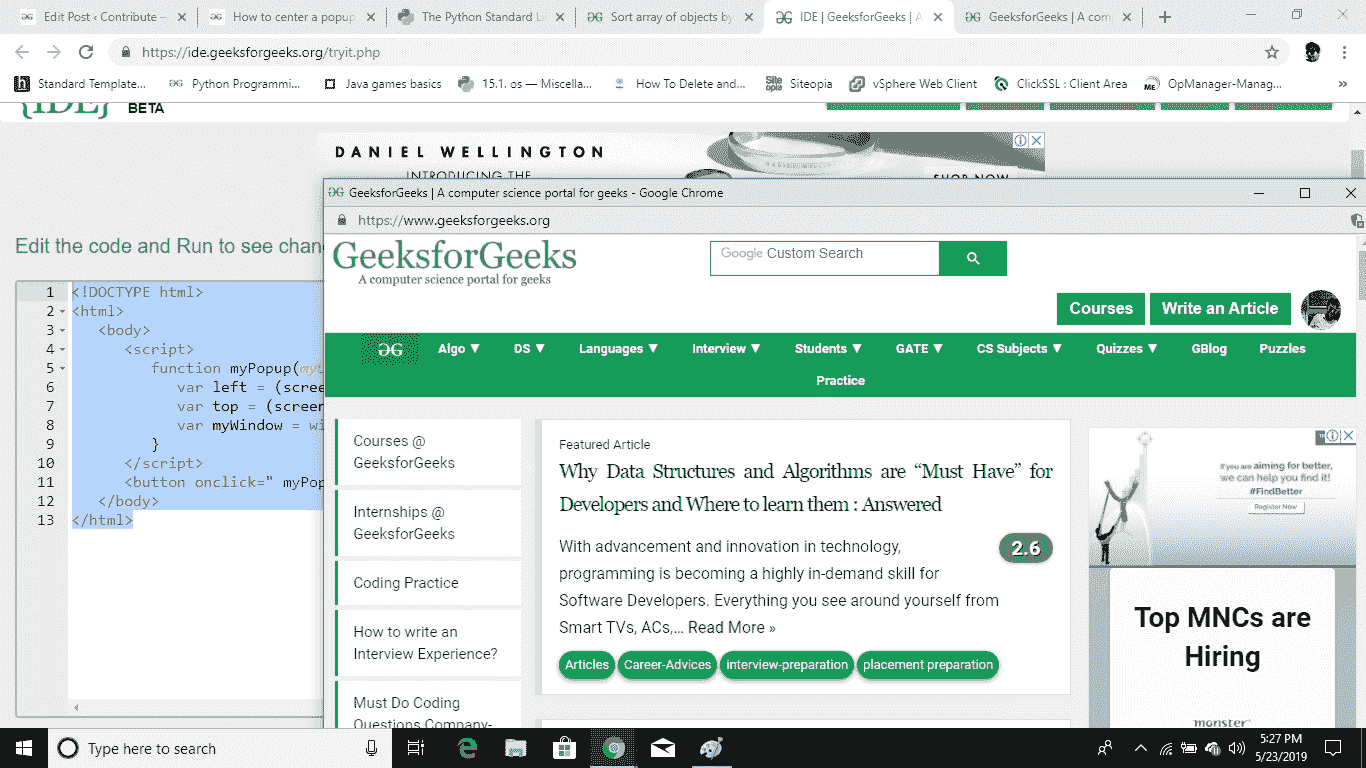 Edit Post ‹ Contribute –
How to center a popup
The Python Standard Li
Sort array of objects by
IDE | GeeksforGeeks | A
GeeksforGeeks | A com
https://ide.geeksforgeeks.org/tryit.php
Standard Template...
Python Programmi...
Java games basics
15.1. os — Miscella...
How To Delete and...
Siteopia
vSphere Web Client
ClickSSL : Client Area
OpManager-Manag...
»
{IDE}
BETA
DANIEL WELLINGTON
INTRODUCING THE
SHOP NOW
GeeksforGeeks | A computer science portal for geeks - Google Chrome
https://www.geeksforgeeks.org
Edit the code and Run to see chan
1 <!DOCTYPE html>
2 <html>
3 <body>
4 <script>
5 function myPopup(my
6 var left = (scree
7 var top = (screen
8 var myWindow = wi
9 }
10 </script>
11 <button onclick=" myPop
12 </body>
13 </html>
GeeksforGeeks
A computer science portal for geeks
Google Custom Search
Courses
Write an Article
GG
Algo ▼
DS ▼
Languages ▼
Interview ▼
Students ▼
GATE ▼
CS Subjects ▼
Quizzes ▼
GBlog
Puzzles
Practice
Courses @
GeeksforGeeks
Internships @
GeeksforGeeks
Coding Practice
How to write an
Interview Experience?
Must Do Coding
Questions Company-
Featured Article
Why Data Structures and Algorithms are “Must Have” for
Developers and Where to learn them : Answered
2.6
With advancement and innovation in technology,
programming is becoming a highly in-demand skill for
Software Developers. Everything you see around yourself from
Smart TVs, ACs,... Read More »
Articles
Career-Advices
interview-preparation
placement preparation
If you are aiming for better,
we can help you find it!
#FindBetter
Register Now
Top MNCs are
Hiring
monster
Type here to search
5:27 PM
5/23/2019